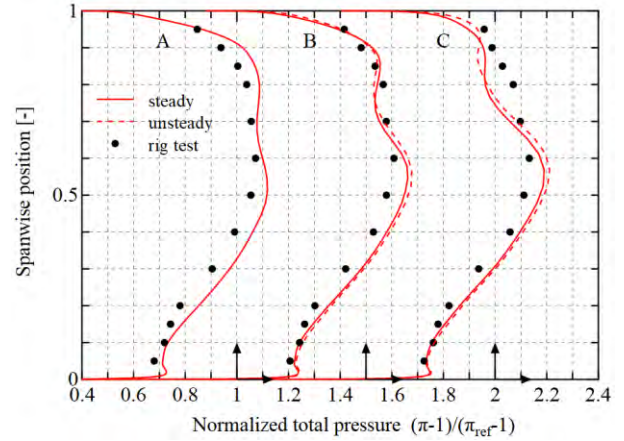 1
A
B
C
steady
unsteady
rig test
0.5
Spanwise position [-]
0
0.4 0.6 0.8 1 1.2 1.4 1.6 1.8 2 2.2 2.4
Normalized total pressure (π-1)/(π_ref-1)